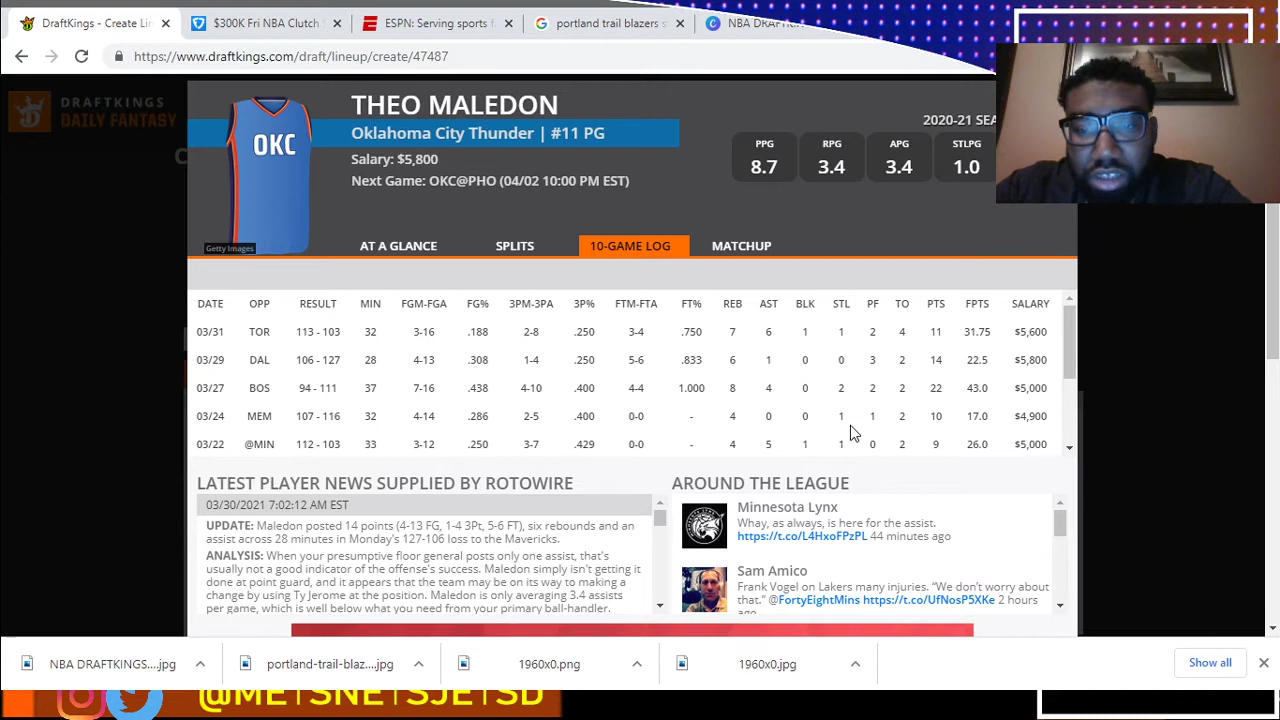 DraftKings - Create Lin
$300K Fri NBA Clutch
ESPN: Serving sports f
portland trail blazers s
NBA DRAFTKING
https://www.draftkings.com/draft/lineup/create/47487
DRAFTKINGS
DAILY FANTASY
THEO MALEDON
Oklahoma City Thunder | #11 PG
OKC
Salary: $5,800
Next Game: OKC@PHO (04/02 10:00 PM EST)
2020-21 SEA
PPG RPG APG STLPG
8.7 3.4 3.4 1.0
Getty Images
AT A GLANCE SPLITS 10-GAME LOG MATCHUP
DATE OPP RESULT MIN FGM-FGA FG% 3PM-3PA 3P% FTM-FTA FT% REB AST BLK STL PF TO PTS FPTS SALARY
03/31 TOR 113 - 103 32 3-16 .188 2-8 .250 3-4 .750 7 6 1 1 2 4 11 31.75 $5,600
03/29 DAL 106 - 127 28 4-13 .308 1-4 .250 5-6 .833 6 1 0 0 3 2 14 22.5 $5,800
03/27 BOS 94 - 111 37 7-16 .438 4-10 .400 4-4 1.000 8 4 0 2 2 2 22 43.0 $5,000
03/24 MEM 107 - 116 32 4-14 .286 2-5 .400 0-0 - 4 0 0 1 1 2 10 17.0 $4,900
03/22 @MIN 112 - 103 33 3-12 .250 3-7 .429 0-0 - 4 5 1 1 0 2 9 26.0 $5,000
LATEST PLAYER NEWS SUPPLIED BY ROTOWIRE
03/30/2021 7:02:12 AM EST
UPDATE: Maledon posted 14 points (4-13 FG, 1-4 3Pt, 5-6 FT), six rebounds and an
assist across 28 minutes in Monday's 127-106 loss to the Mavericks.
ANALYSIS: When your presumptive floor general posts only one assist, that's
usually not a good indicator of the offense's success. Maledon simply isn't getting it
done at point guard, and it appears that the team may be on its way to making a
change by using Ty Jerome at the position. Maledon is only averaging 3.4 assists
per game, which is well below what you need from your primary ball-handler.
AROUND THE LEAGUE
Minnesota Lynx
Whay, as always, is here for the assist.
https://t.co/L4HxoFPzPL 44 minutes ago
Sam Amico
Frank Vogel on Lakers many injuries. "We don't worry about
that." @FortyEightMins https://t.co/UfNosP5XKe 2 hours
ago
NBA DRAFTKINGS....jpg
portland-trail-blaz....jpg
1960x0.png
1960x0.jpg
Show all